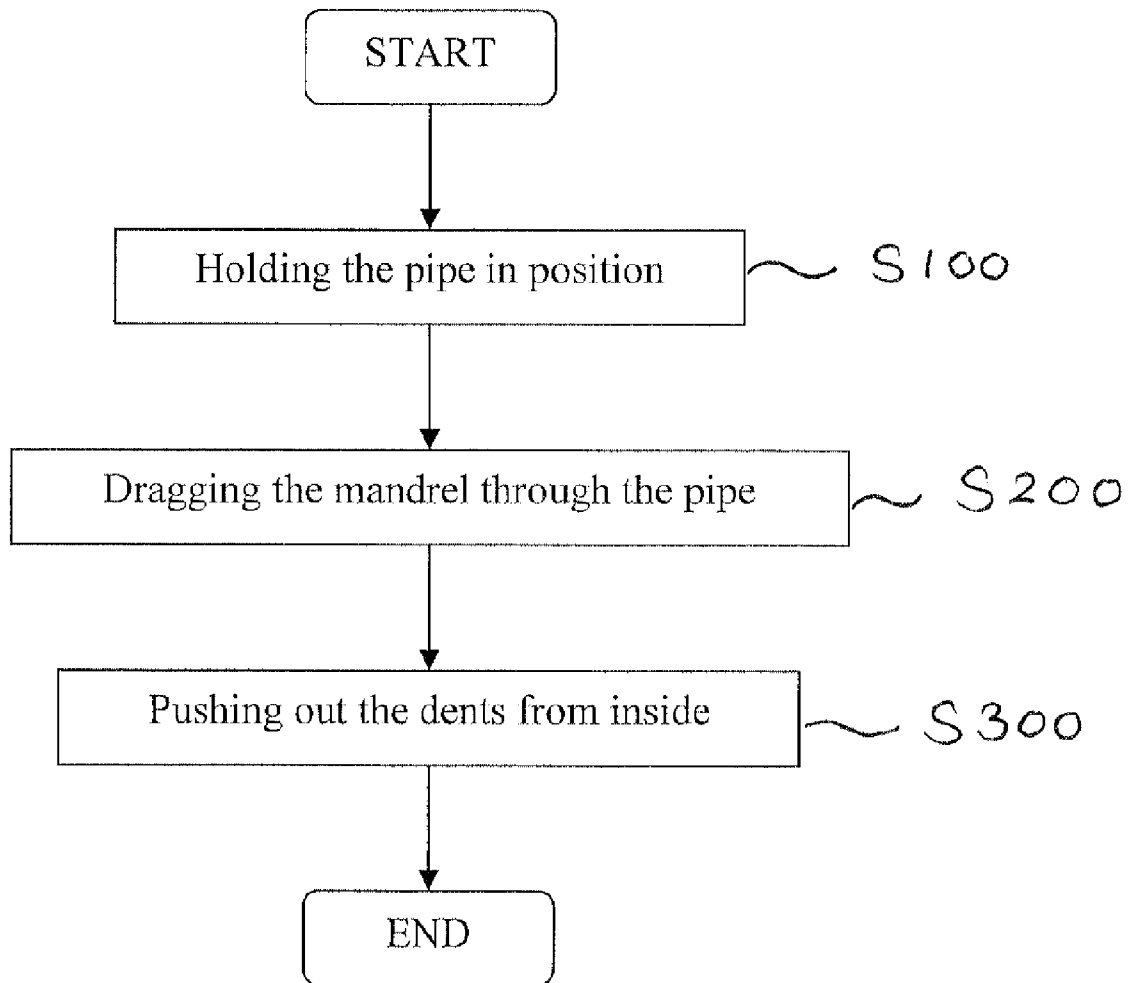 START
Holding the pipe in position
S100
Dragging the mandrel through the pipe
S200
Pushing out the dents from inside
S300
END